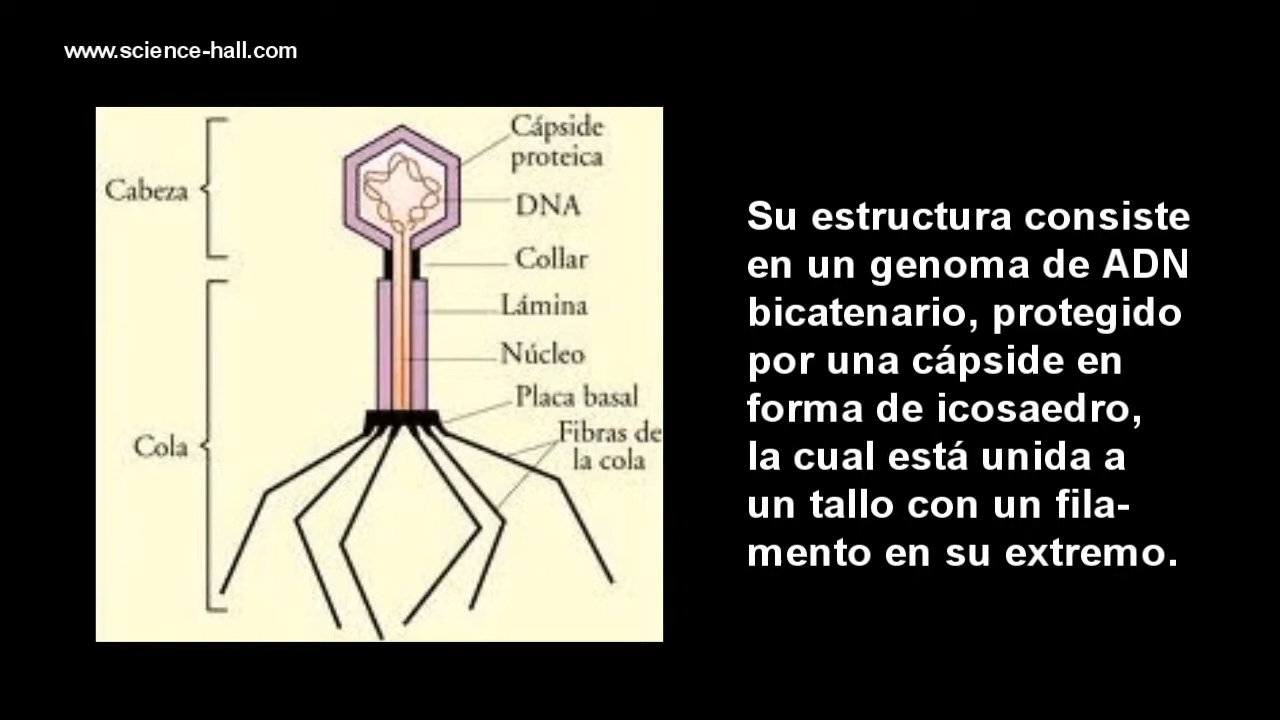 www.science-hall.com
Cabeza
Cápside
proteica
DNA
Collar
Lámina
Núcleo
Placa basal
Cola
Fibras de
la cola
Su estructura consiste
en un genoma de ADN
bicatenario, protegido
por una cápside en
forma de icosaedro,
la cual está unida a
un tallo con un fila-
mento en su extremo.